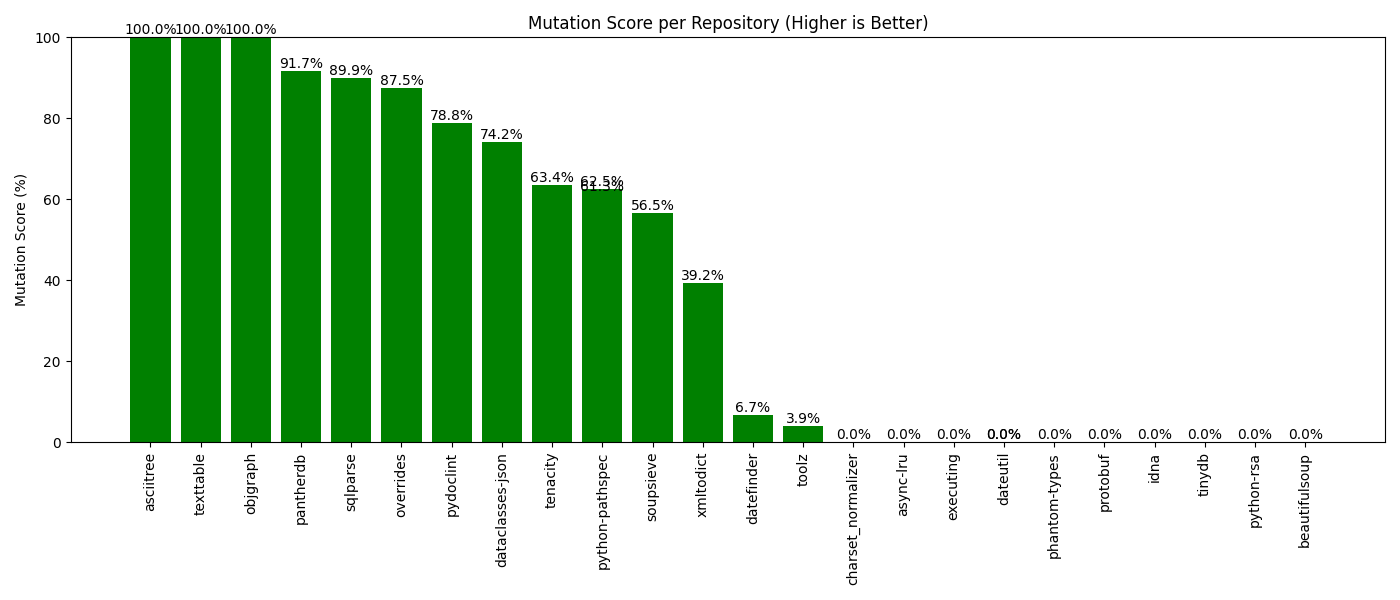 Mutation Score per Repository (Higher is Better)
100.0% 100.0% 100.0%
91.7%
89.9%
87.5%
78.8%
74.2%
63.4%
62.5%
61.3%
56.5%
39.2%
6.7%
3.9%
0.0% 0.0% 0.0% 0.0% 0.0% 0.0% 0.0% 0.0% 0.0% 0.0%
100
80
60
40
20
0
Mutation Score (%)
asciitree
texttable
objgraph
pantherdb
sqlparse
overrides
pydoclint
dataclasses-json
tenacity
python-pathspec
soupsieve
xmltodict
datefinder
toolz
charset_normalizer
async-lru
executing
dateutil
phantom-types
protobuf
idna
tinydb
python-rsa
beautifulsoup